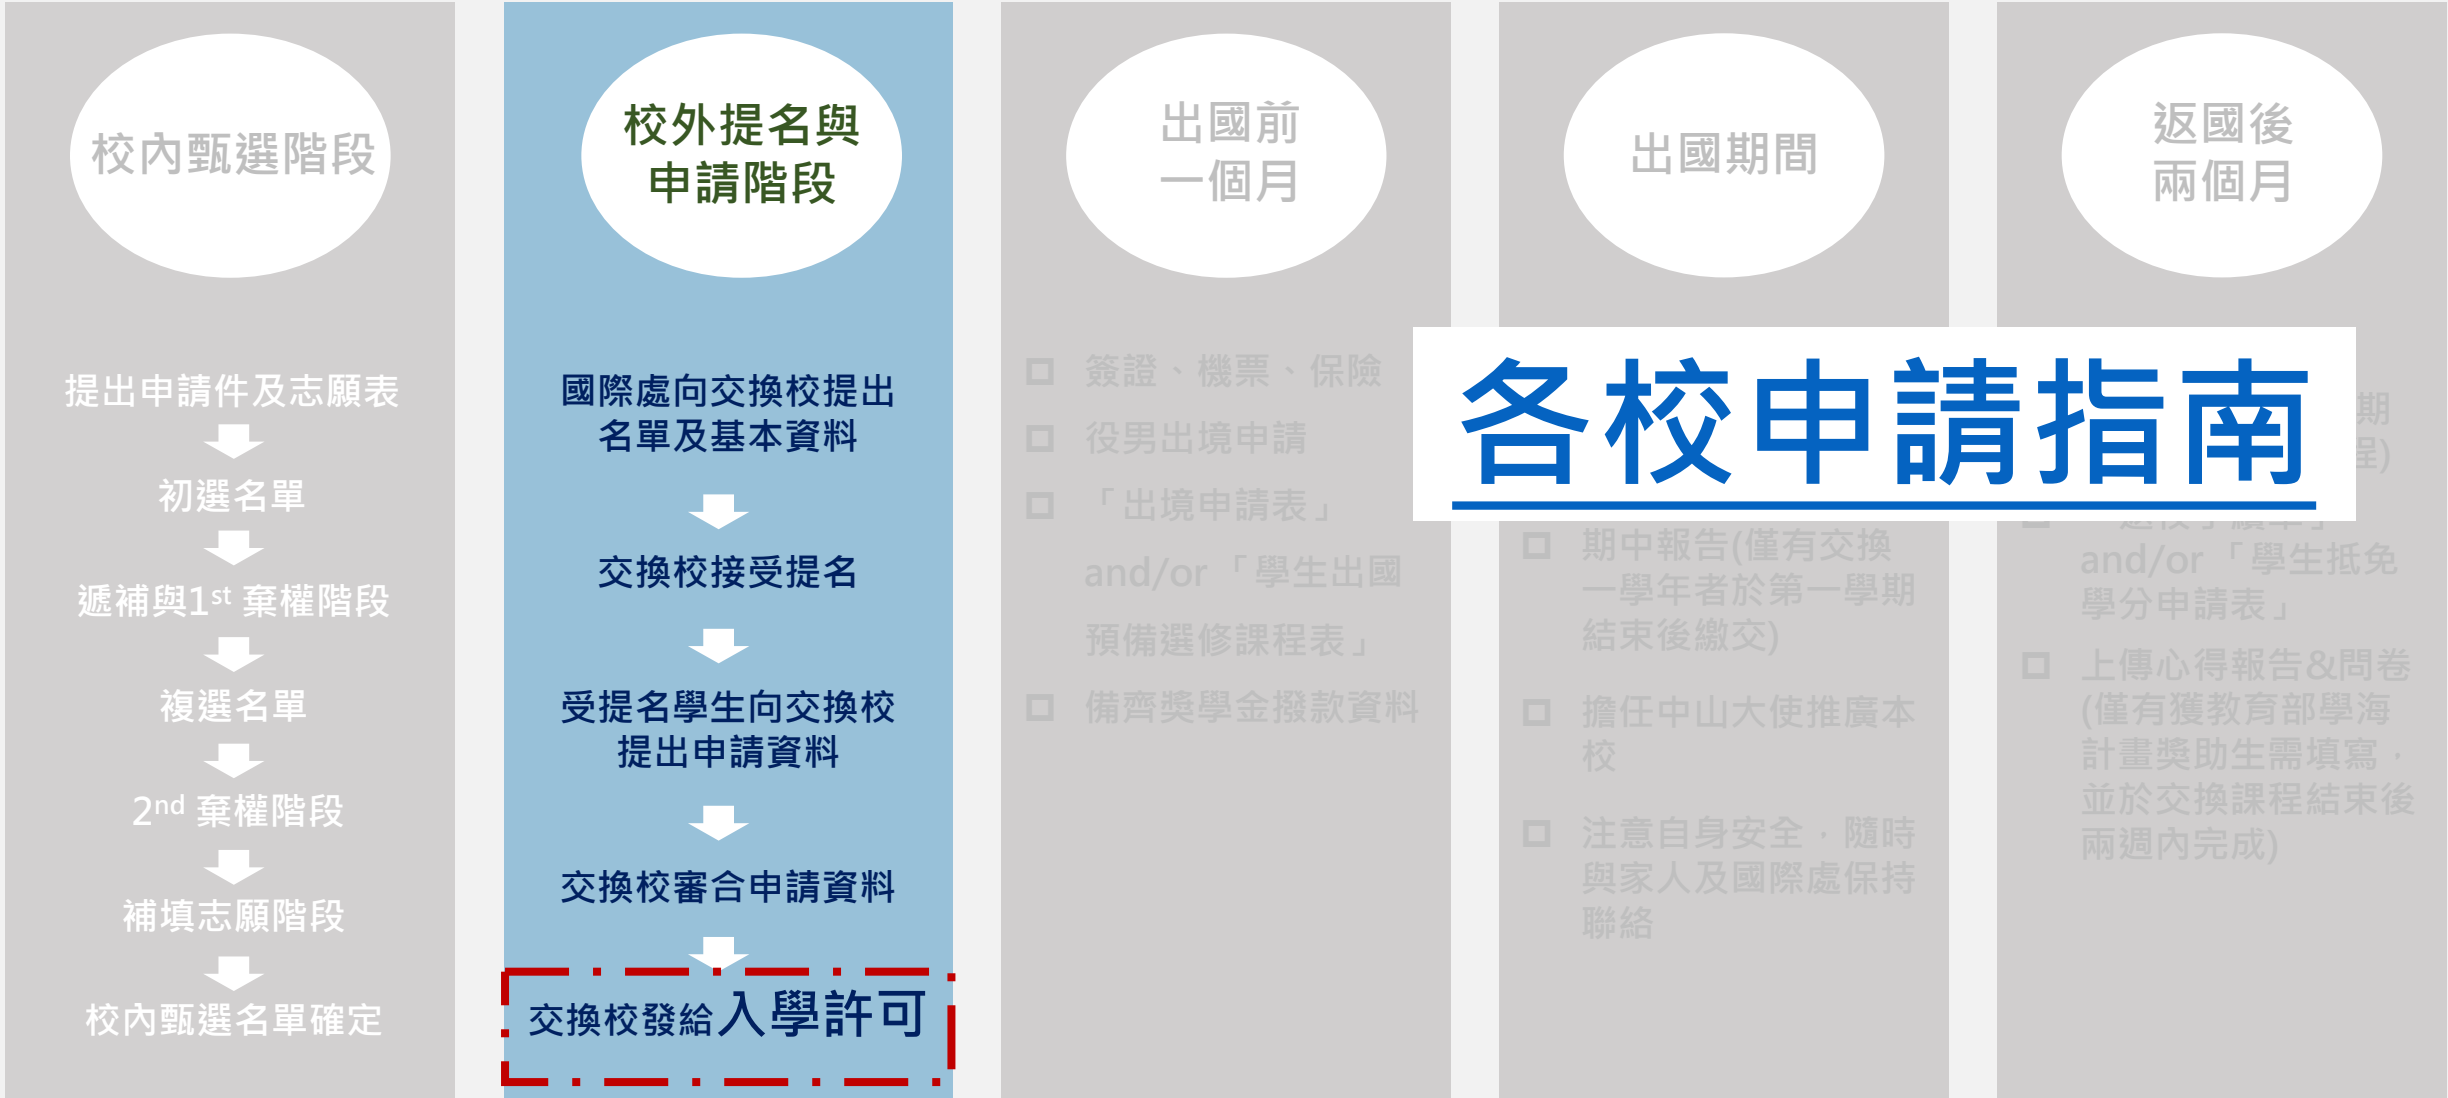 校內甄選階段
提出申請件及志願表
初選名單
遞補與1st 棄權階段
複選名單
2nd 棄權階段
補填志願階段
校內甄選名單確定
校外提名與
申請階段
國際處向交換校提出
名單及基本資料
交換校接受提名
受提名學生向交換校
提出申請資料
交換校審合申請資料
交換校發給入學許可
出國前
一個月
簽證、機票、保險
役男出境申請
「出境申請表」
and/or「學生出國
預備選修課程表」
備齊獎學金撥款資料
出國期間
各校申請指南
期中報告(僅有交換
一學年者於第一學期
結束後繳交)
擔任中山大使推廣本
校
注意自身安全，隨時
與家人及國際處保持
聯絡
返國後
兩個月
期
程)
and/or「學生抵免
學分申請表」
上傳心得報告&問卷
(僅有獲教育部學海
計畫獎助生需填寫，
並於交換課程結束後
兩週內完成)